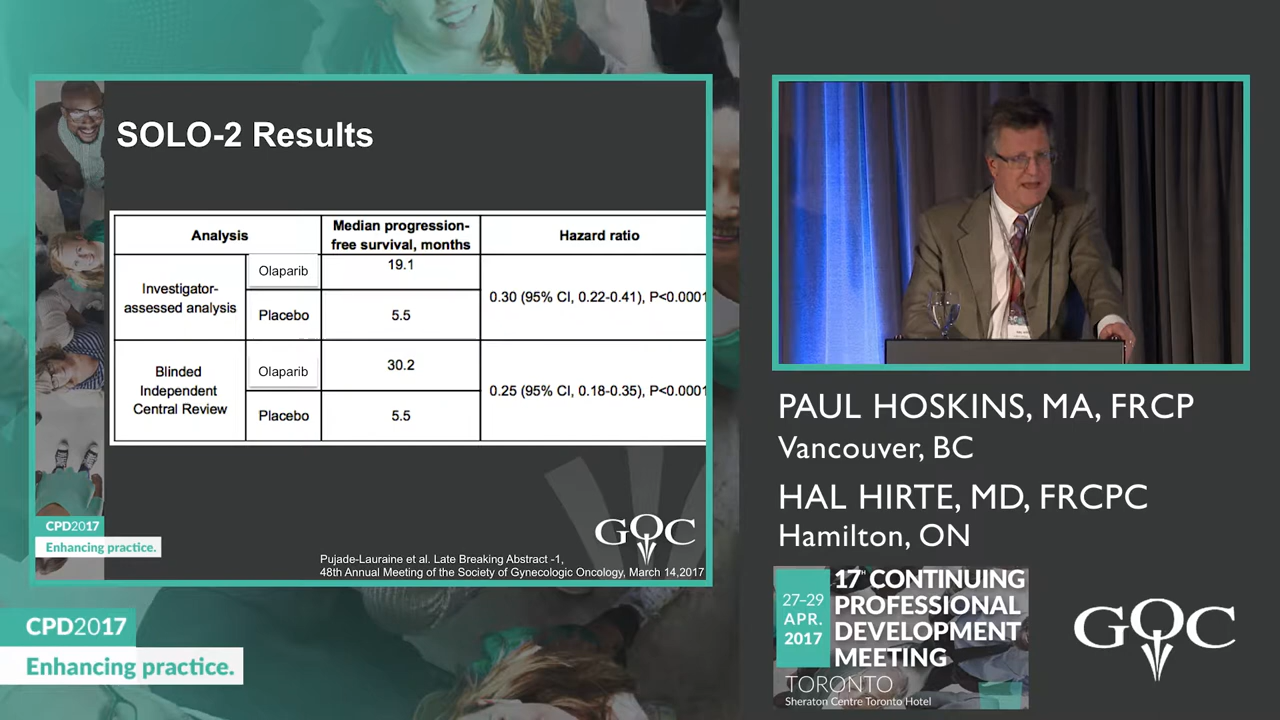 SOLO-2 Results
Analysis
Median progression-
free survival, months
Hazard ratio
Investigator-
assessed analysis
Olaparib
19.1
0.30 (95% CI, 0.22-0.41), P<0.0001
Placebo
5.5
Blinded
Independent
Central Review
Olaparib
30.2
0.25 (95% CI, 0.18-0.35), P<0.0001
Placebo
5.5
CPD2017
Enhancing practice.
GOC
Pujade-Lauraine et al. Late Breaking Abstract -1,
48th Annual Meeting of the Society of Gynecologic Oncology, March 14,2017
CPD2017
Enhancing practice.
PAUL HOSKINS, MA, FRCP
Vancouver, BC
HAL HIRTE, MD, FRCPC
Hamilton, ON
27–29
APR.
2017
17TH CONTINUING
PROFESSIONAL
DEVELOPMENT
MEETING
TORONTO
Sheraton Centre Toronto Hotel
GOC